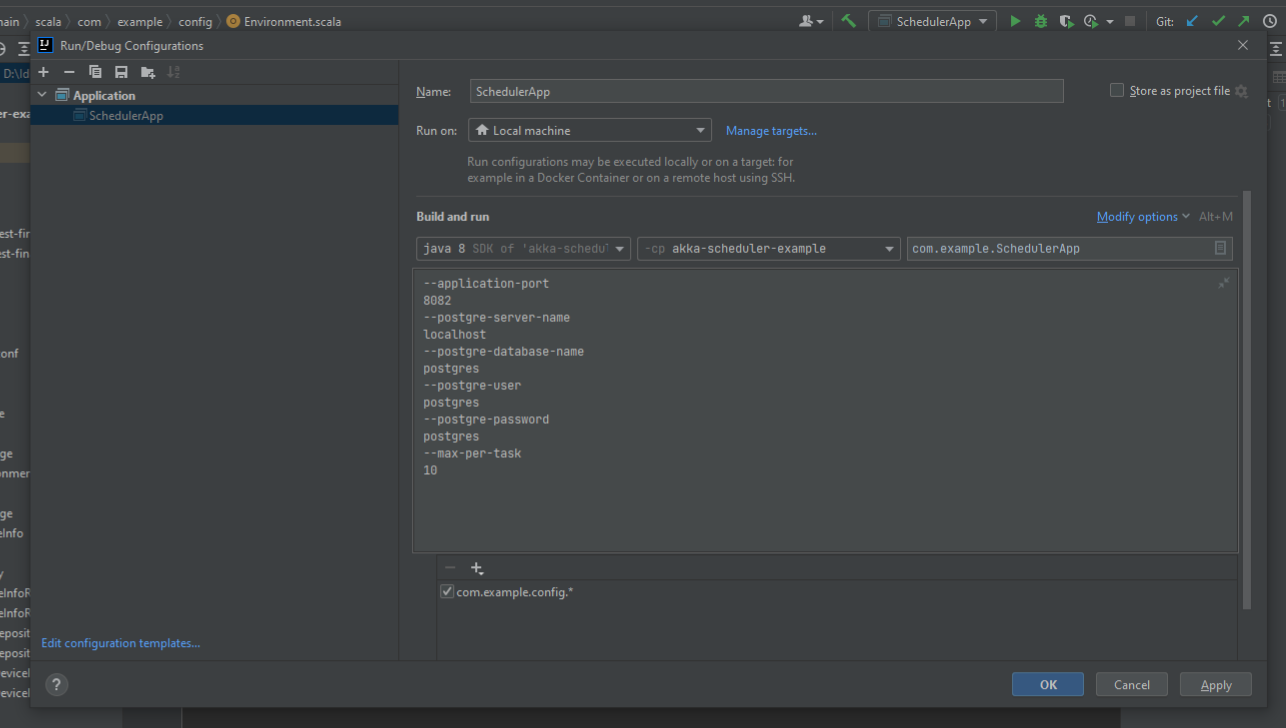 ain scala com example config Environment.scala SchedulerApp Git:
Run/Debug Configurations
D:\Id
Application
SchedulerApp
Name: SchedulerApp Store as project file
Run on: Local machine Manage targets...
Run configurations may be executed locally or on a target: for
example in a Docker Container or on a remote host using SSH.
Build and run Modify options Alt+M
java 8 SDK of 'akka-schedul -cp akka-scheduler-example com.example.SchedulerApp
--application-port
8082
--postgre-server-name
localhost
--postgre-database-name
postgres
--postgre-user
postgres
--postgre-password
postgres
--max-per-task
10
com.example.config.*
Edit configuration templates...
? OK Cancel Apply
er-exa
est-fir
est-fin
onf
e
ge
onmer
ge
eInfo
y
eInfoR
eInfoR
eposit
eposit
eviceI
eviceI